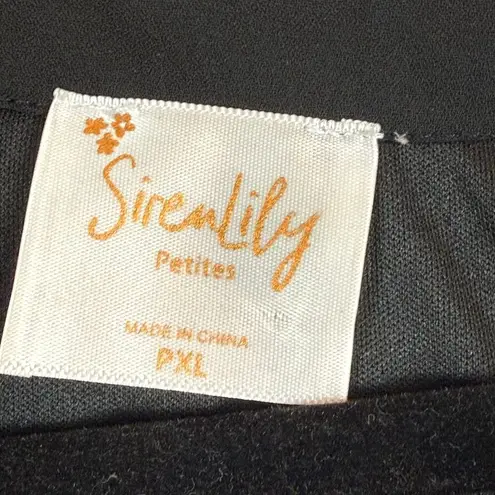 SirenLily
Petites
MADE IN CHINA
PXL